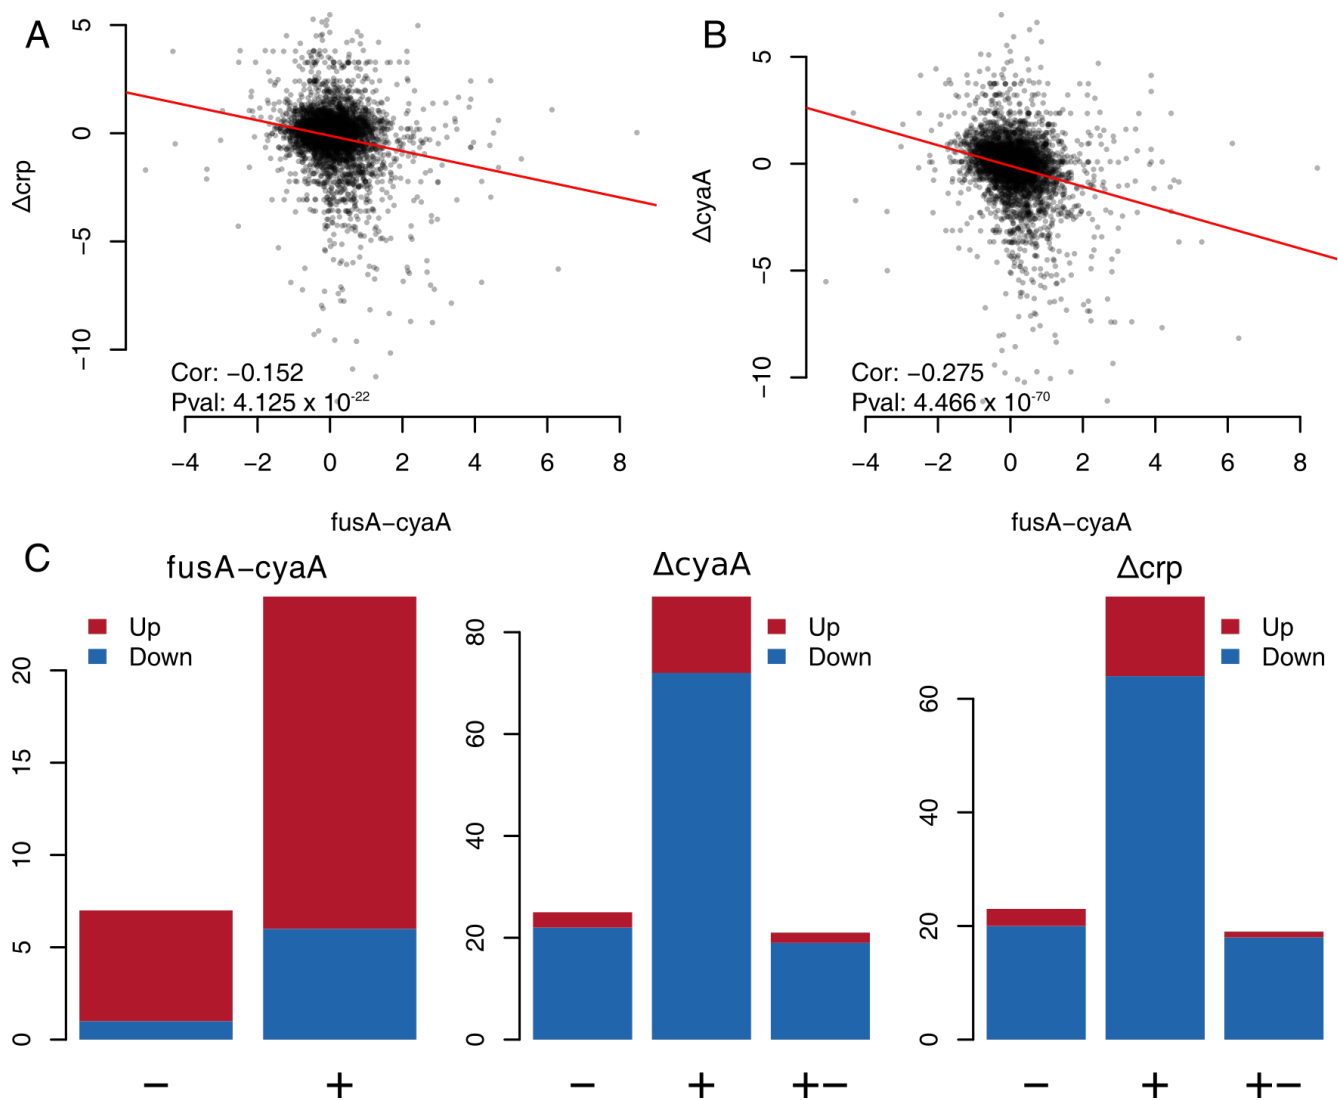 A
B
Δcrp
5
0
−5
−10
Cor: −0.152
Pval: 4.125 x 10-22
−4 −2 0 2 4 6 8
fusA−cyaA
ΔcyaA
5
0
−5
−10
Cor: −0.275
Pval: 4.466 x 10-70
−4 −2 0 2 4 6 8
fusA−cyaA
C
fusA−cyaA
Up
Down
20
15
10
5
0
− +
ΔcyaA
Up
Down
80
60
40
20
0
− + +−
Δcrp
Up
Down
60
40
20
0
− + +−